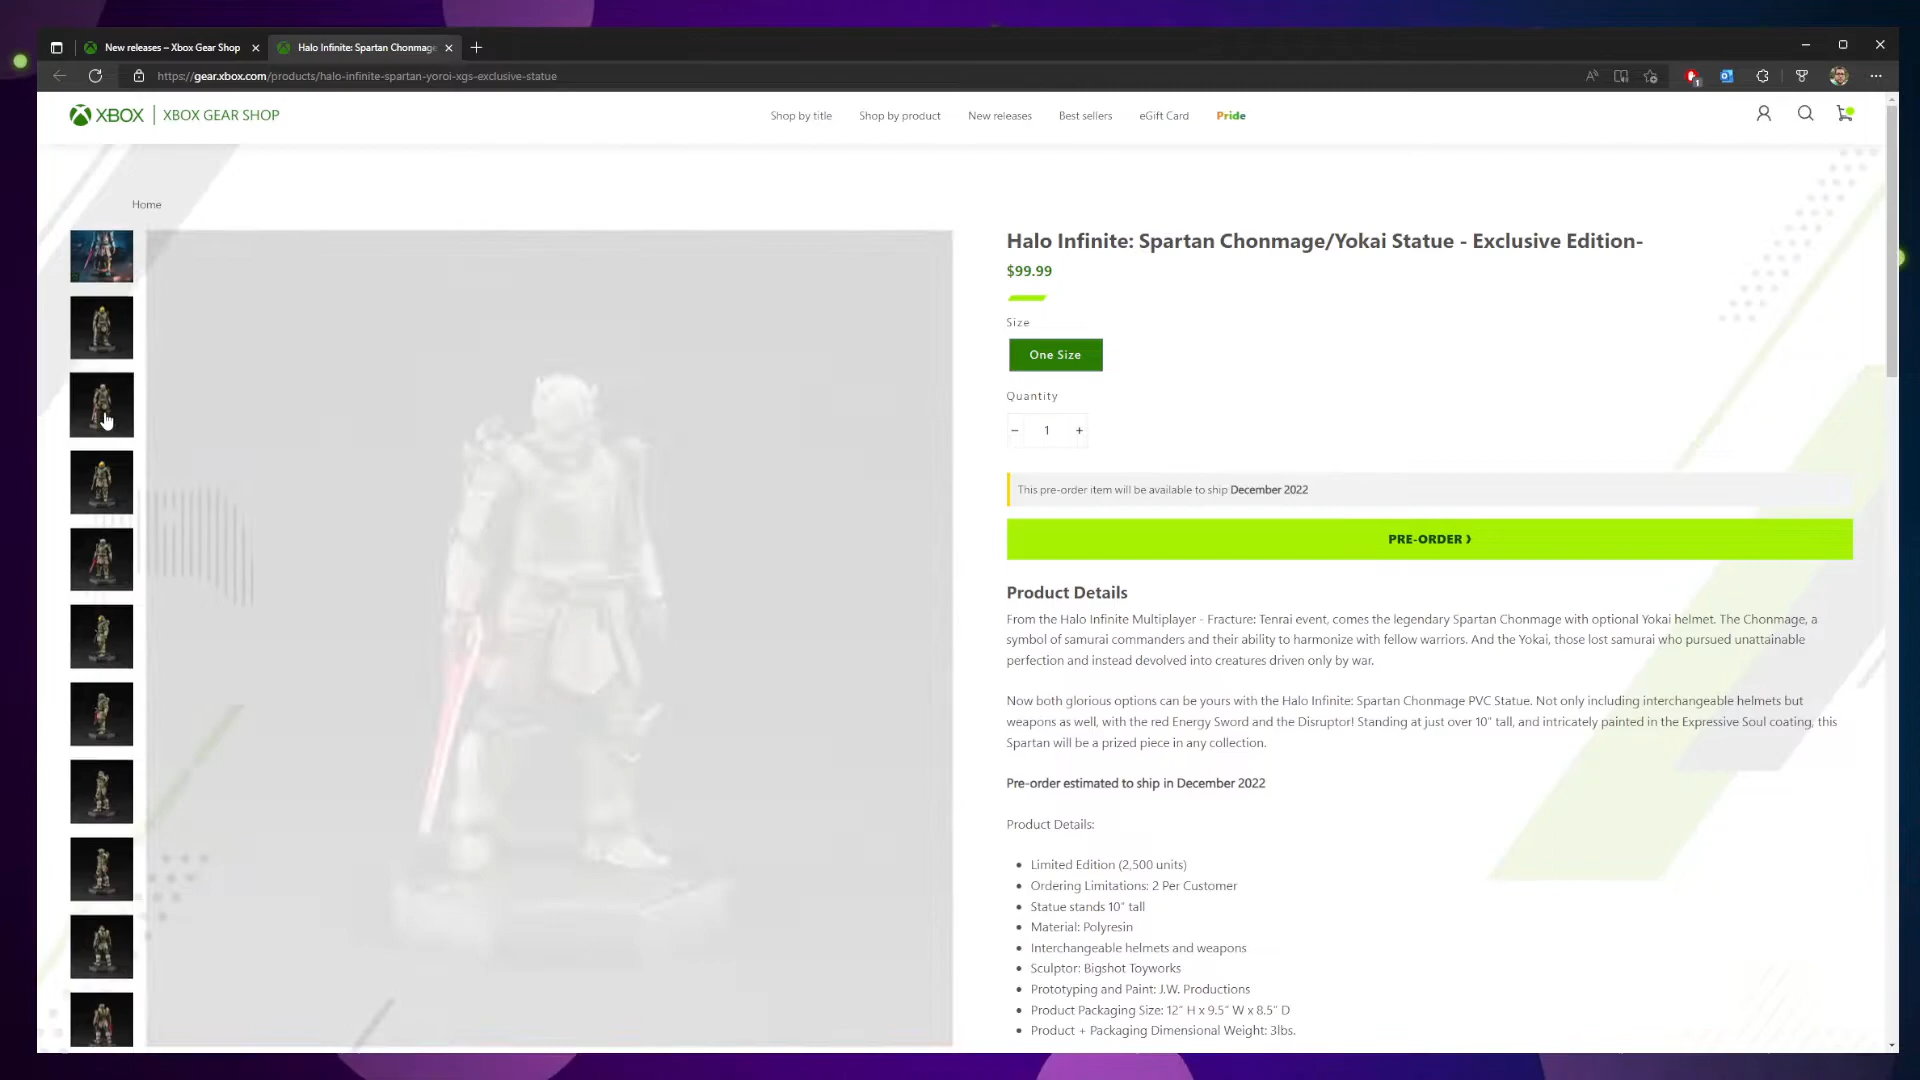 New releases – Xbox Gear Shop
Halo Infinite: Spartan Chonmage
https://gear.xbox.com/products/halo-infinite-spartan-yoroi-xgs-exclusive-statue
1
XBOX | XBOX GEAR SHOP
Shop by title
Shop by product
New releases
Best sellers
eGift Card
Pride
Home
Halo Infinite: Spartan Chonmage/Yokai Statue - Exclusive Edition-
$99.99
Size
One Size
Quantity
− 1 +
This pre-order item will be available to ship December 2022
PRE-ORDER ›
Product Details
From the Halo Infinite Multiplayer - Fracture: Tenrai event, comes the legendary Spartan Chonmage with optional Yokai helmet. The Chonmage, a
symbol of samurai commanders and their ability to harmonize with fellow warriors. And the Yokai, those lost samurai who pursued unattainable
perfection and instead devolved into creatures driven only by war.
Now both glorious options can be yours with the Halo Infinite: Spartan Chonmage PVC Statue. Not only including interchangeable helmets but
weapons as well, with the red Energy Sword and the Disruptor! Standing at just over 10" tall, and intricately painted in the Expressive Soul coating, this
Spartan will be a prized piece in any collection.
Pre-order estimated to ship in December 2022
Product Details:
• Limited Edition (2,500 units)
• Ordering Limitations: 2 Per Customer
• Statue stands 10" tall
• Material: Polyresin
• Interchangeable helmets and weapons
• Sculptor: Bigshot Toyworks
• Prototyping and Paint: J.W. Productions
• Product Packaging Size: 12" H x 9.5" W x 8.5" D
• Product + Packaging Dimensional Weight: 3lbs.